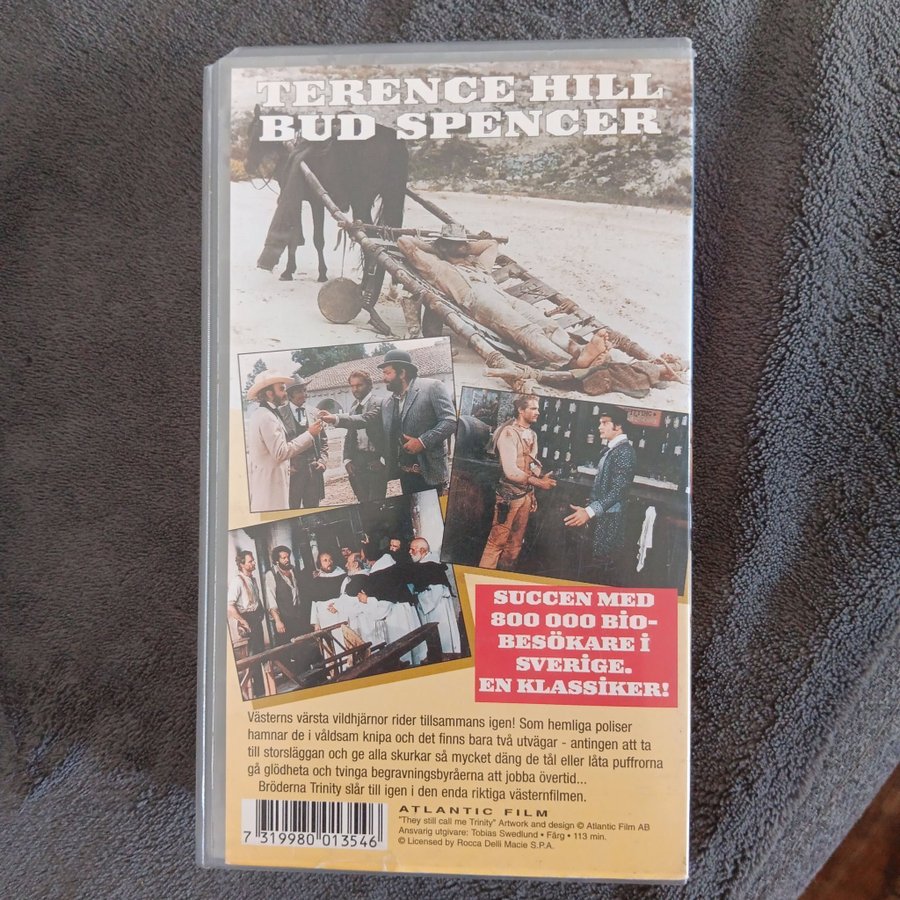 TERENCE HILL
BUD SPENCER
SUCCEN MED
800 000 BIO-
BESÖKARE I
SVERIGE.
EN KLASSIKER!
Västerns värsta vildhjärnor rider tillsammans igen! Som hemliga poliser
hamnar de i våldsam knipa och det finns bara två utvägar - antingen att ta
till storsläggan och ge alla skurkar så mycket däng de tål eller låta puffrorna
gå glödheta och tvinga begravningsbyråerna att jobba övertid...
Bröderna Trinity slår till igen i den enda riktiga västernfilmen.
ATLANTIC FILM
"They still call me Trinity" Artwork and design © Atlantic Film AB
Ansvarig utgivare: Tobias Swedlund • Färg • 113 min.
© Licensed by Rocca Delli Macie S.P.A.
7 319980 013546